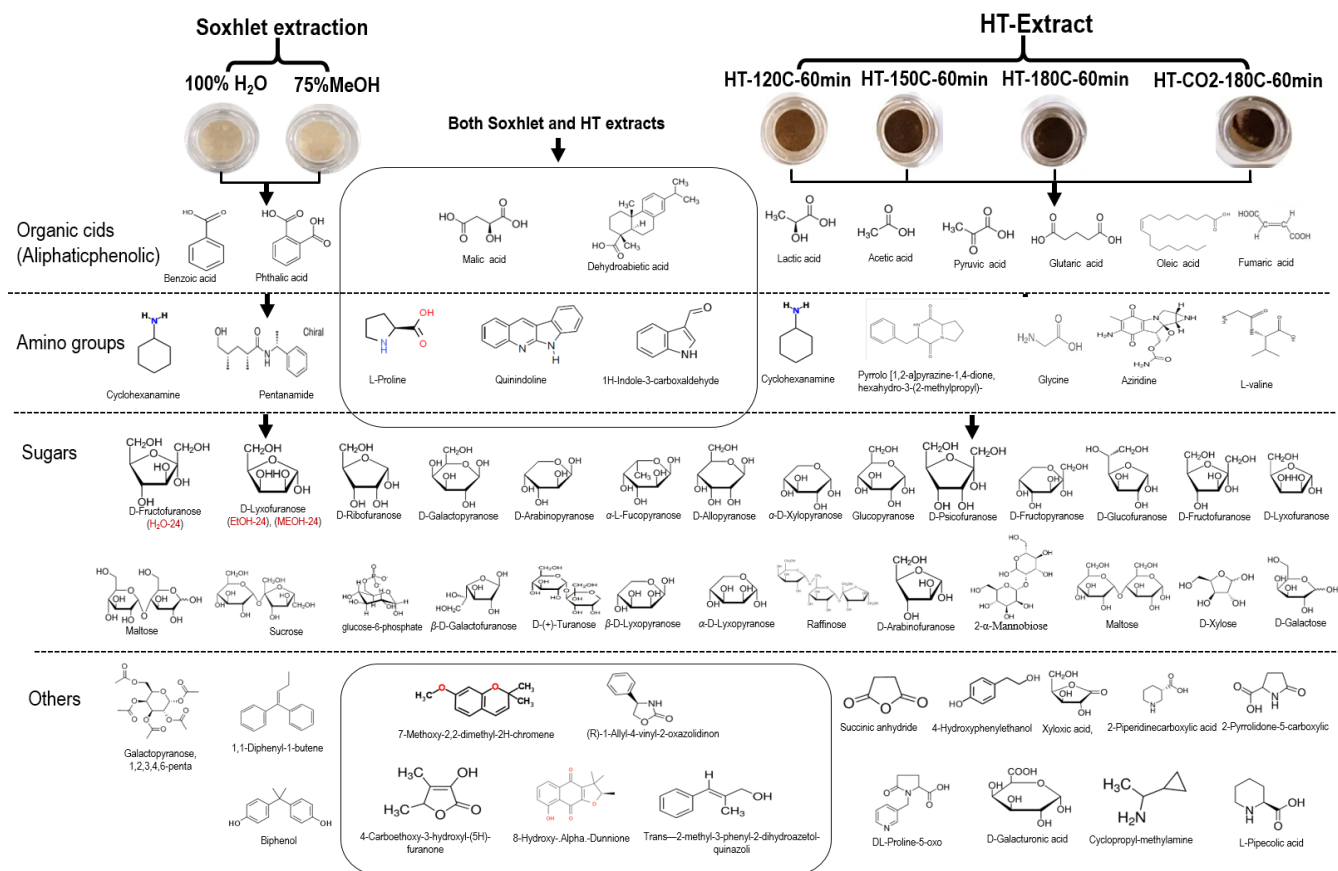 Soxhlet extraction
HT-Extract
100% H2O
75%MeOH
HT-120C-60min
HT-150C-60min
HT-180C-60min
HT-CO2-180C-60min
Both Soxhlet and HT extracts
Organic cids
(Aliphaticphenolic)
Benzoic acid
Phthalic acid
Malic acid
Dehydroabietic acid
Lactic acid
Acetic acid
Pyruvic acid
Glutaric acid
Oleic acid
Fumaric acid
Amino groups
Chiral
Cyclohexanamine
Pentanamide
L-Proline
Quinindoline
1H-Indole-3-carboxaldehyde
Cyclohexanamine
Pyrrolo [1,2-a]pyrazine-1,4-dione,
hexahydro-3-(2-methylpropyl)-
Glycine
Aziridine
L-valine
Sugars
D-Fructofuranose
(H2O-24)
D-Lyxofuranose
(EtOH-24), (MEOH-24)
D-Ribofuranose
D-Galactopyranose
D-Arabinopyranose
α-L-Fucopyranose
D-Allopyranose
α-D-Xylopyranose
Glucopyranose
D-Psicofuranose
D-Fructopyranose
D-Glucofuranose
D-Fructofuranose
D-Lyxofuranose
Maltose
Sucrose
glucose-6-phosphate
β-D-Galactofuranose
D-(+)-Turanose
β-D-Lyxopyranose
α-D-Lyxopyranose
Raffinose
D-Arabinofuranose
2-α-Mannobiose
Maltose
D-Xylose
D-Galactose
Others
Galactopyranose,
1,2,3,4,6-penta
1,1-Diphenyl-1-butene
Biphenol
7-Methoxy-2,2-dimethyl-2H-chromene
(R)-1-Allyl-4-vinyl-2-oxazolidinon
4-Carboethoxy-3-hydroxyl-(5H)-
furanone
8-Hydroxy-.Alpha.-Dunnione
Trans—2-methyl-3-phenyl-2-dihydroazetol-
quinazoli
Succinic anhydride
4-Hydroxyphenylethanol
Xyloxic acid,
2-Piperidinecarboxylic acid
2-Pyrrolidone-5-carboxylic
DL-Proline-5-oxo
D-Galacturonic acid
Cyclopropyl-methylamine
L-Pipecolic acid